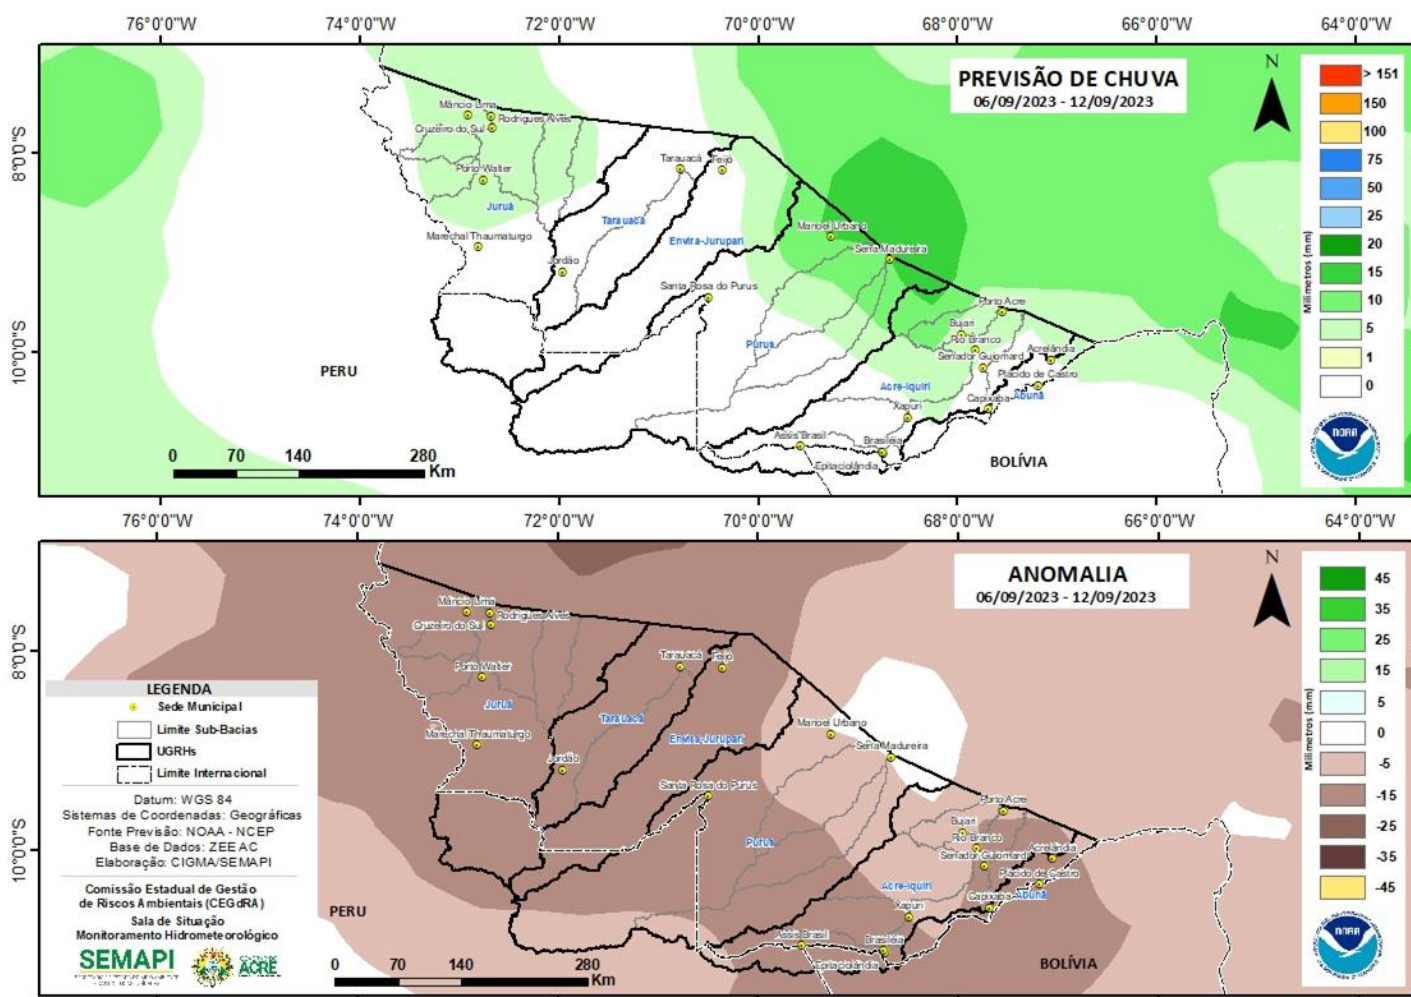 76°0'0"W 74°0'0"W 72°0'0"W 70°0'0"W 68°0'0"W 66°0'0"W 64°0'0"W
PREVISÃO DE CHUVA
06/09/2023 - 12/09/2023
N
> 151
150
100
75
50
25
20
15
10
5
1
0
Milímetros (mm)
NOAA
8°0'0"S
10°0'0"S
Mâncio Lima
Rodrigues Alves
Cruzeiro do Sul
Porto Walter
Juruá
Marechal Thaumaturgo
Tarauacá
Feijó
Tarauacá
Envira-Jurupari
Jordão
Santa Rosa do Purus
Manoel Urbano
Sena Madureira
Purus
Porto Acre
Bujari
Rio Branco
Senador Guiomard
Acrelândia
Plácido de Castro
Acre-Iquiri
Abunã
Capixaba
Xapuri
Assis Brasil
Brasiléia
Epitaciolândia
PERU
BOLÍVIA
0 70 140 280
Km
76°0'0"W 74°0'0"W 72°0'0"W 70°0'0"W 68°0'0"W 66°0'0"W 64°0'0"W
ANOMALIA
06/09/2023 - 12/09/2023
N
45
35
25
15
5
0
-5
-15
-25
-35
-45
Milímetros (mm)
NOAA
8°0'0"S
10°0'0"S
Mâncio Lima
Rodrigues Alves
Cruzeiro do Sul
Porto Walter
Juruá
Marechal Thaumaturgo
Tarauacá
Feijó
Tarauacá
Envira-Jurupari
Jordão
Santa Rosa do Purus
Manoel Urbano
Sena Madureira
Purus
Porto Acre
Bujari
Rio Branco
Senador Guiomard
Acrelândia
Plácido de Castro
Acre-Iquiri
Abunã
Capixaba
Xapuri
Assis Brasil
Brasiléia
Epitaciolândia
PERU
BOLÍVIA
0 70 140 280
Km
LEGENDA
Sede Municipal
Limite Sub-Bacias
UGRHs
Limite Internacional
Datum: WGS 84
Sistemas de Coordenadas: Geográficas
Fonte Previsão: NOAA - NCEP
Base de Dados: ZEE AC
Elaboração: CIGMA/SEMAPI
Comissão Estadual de Gestão
de Riscos Ambientais (CEGdRA)
Sala de Situação
Monitoramento Hidrometeorológico
SEMAPI
ACRE